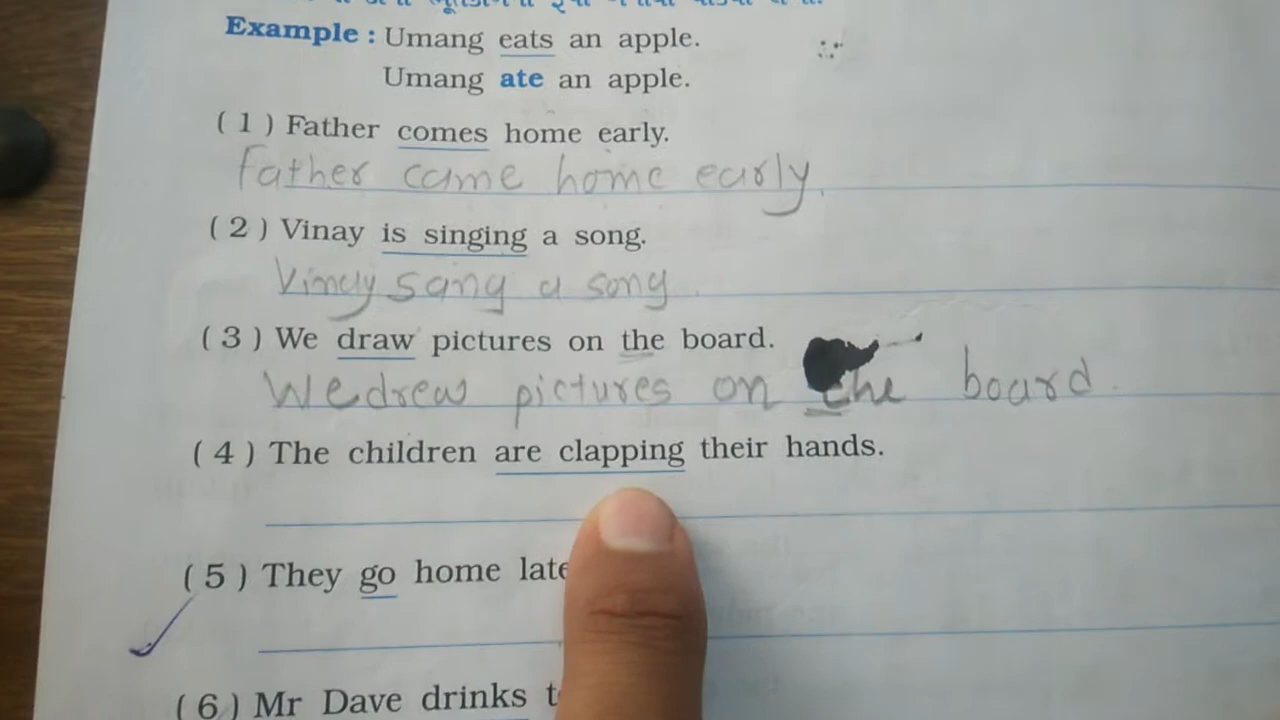 Example : Umang eats an apple.
Umang ate an apple.
( 1 ) Father comes home early.
Father came home early.
( 2 ) Vinay is singing a song.
Vinay sang a song.
( 3 ) We draw pictures on the board.
We drew pictures on the board.
( 4 ) The children are clapping their hands.
( 5 ) They go home late
( 6 ) Mr Dave drinks